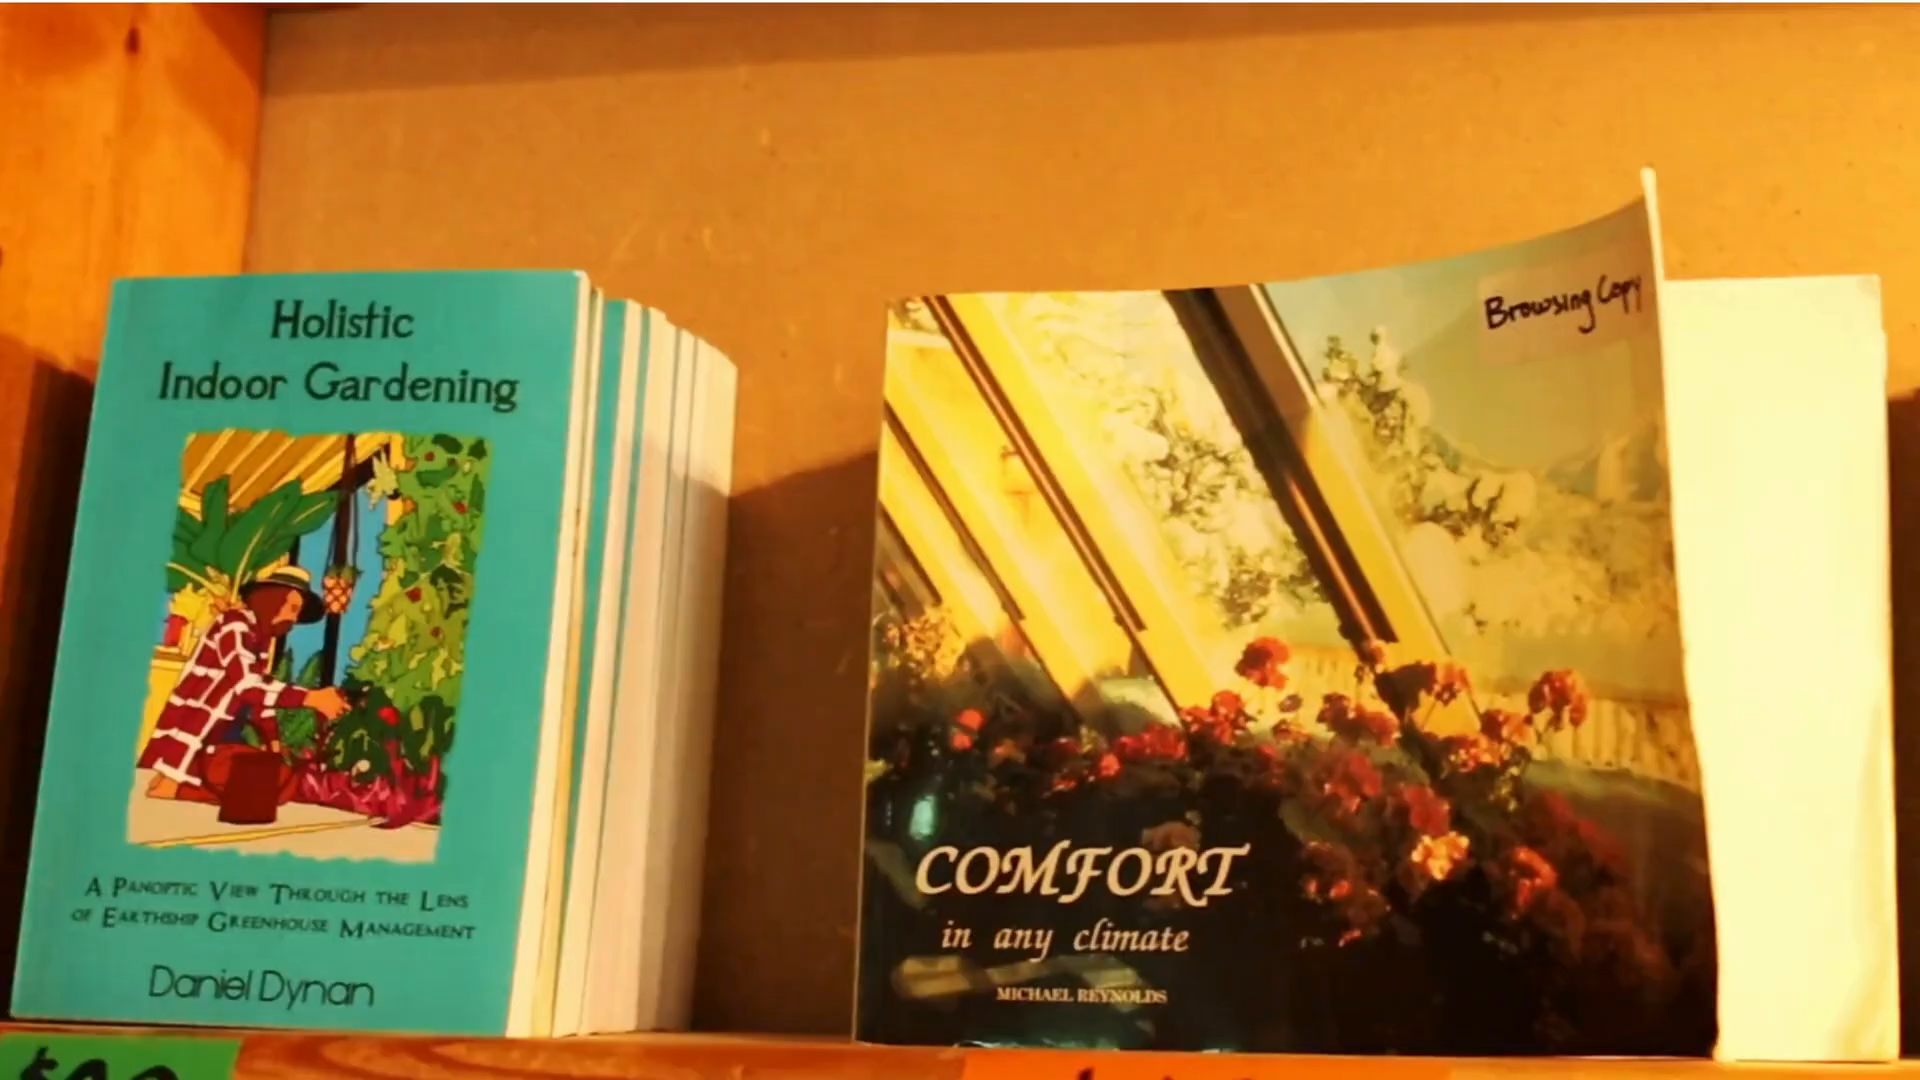 Holistic
Indoor Gardening
A Panoptic View Through the Lens
of Earthship Greenhouse Management
Daniel Dynan
Browsing Copy
COMFORT
in any climate
MICHAEL REYNOLDS